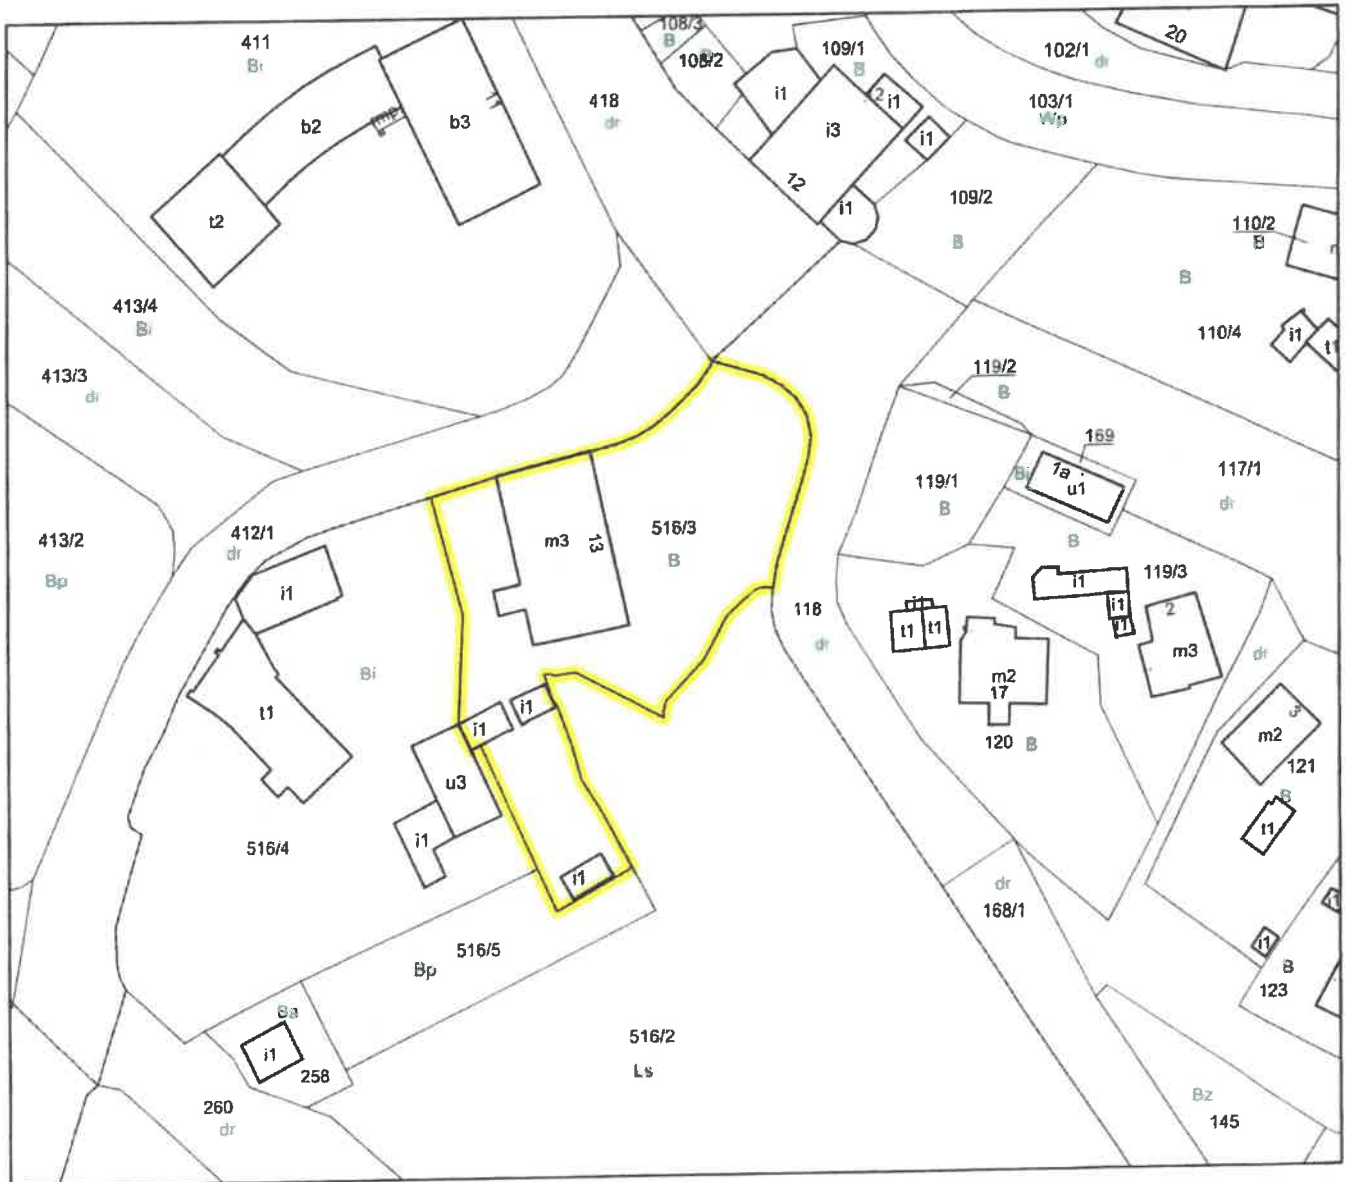 411
Bi
b2
b3
t2
418
dr
108/3
B
108/2
i1
109/1
B
2
i1
i3
i1
12
i1
20
102/1
dr
103/1
Wp
109/2
B
110/2
B
B
110/4
i1
t1
413/4
Bi
413/3
dr
413/2
Bp
412/1
dr
119/2
B
169
1a
u1
Bi
117/1
dr
119/1
B
B
119/3
m3
13
516/3
B
i1
i1
t1
Bi
118
dr
t1
t1
m2
17
120
B
i1
i1
2
m3
dr
3
m2
121
B
t1
i1
i1
u3
i1
516/4
i1
516/5
Bp
dr
168/1
i1
i1
B
123
Ba
i1
258
516/2
Ls
260
dr
Bz
145